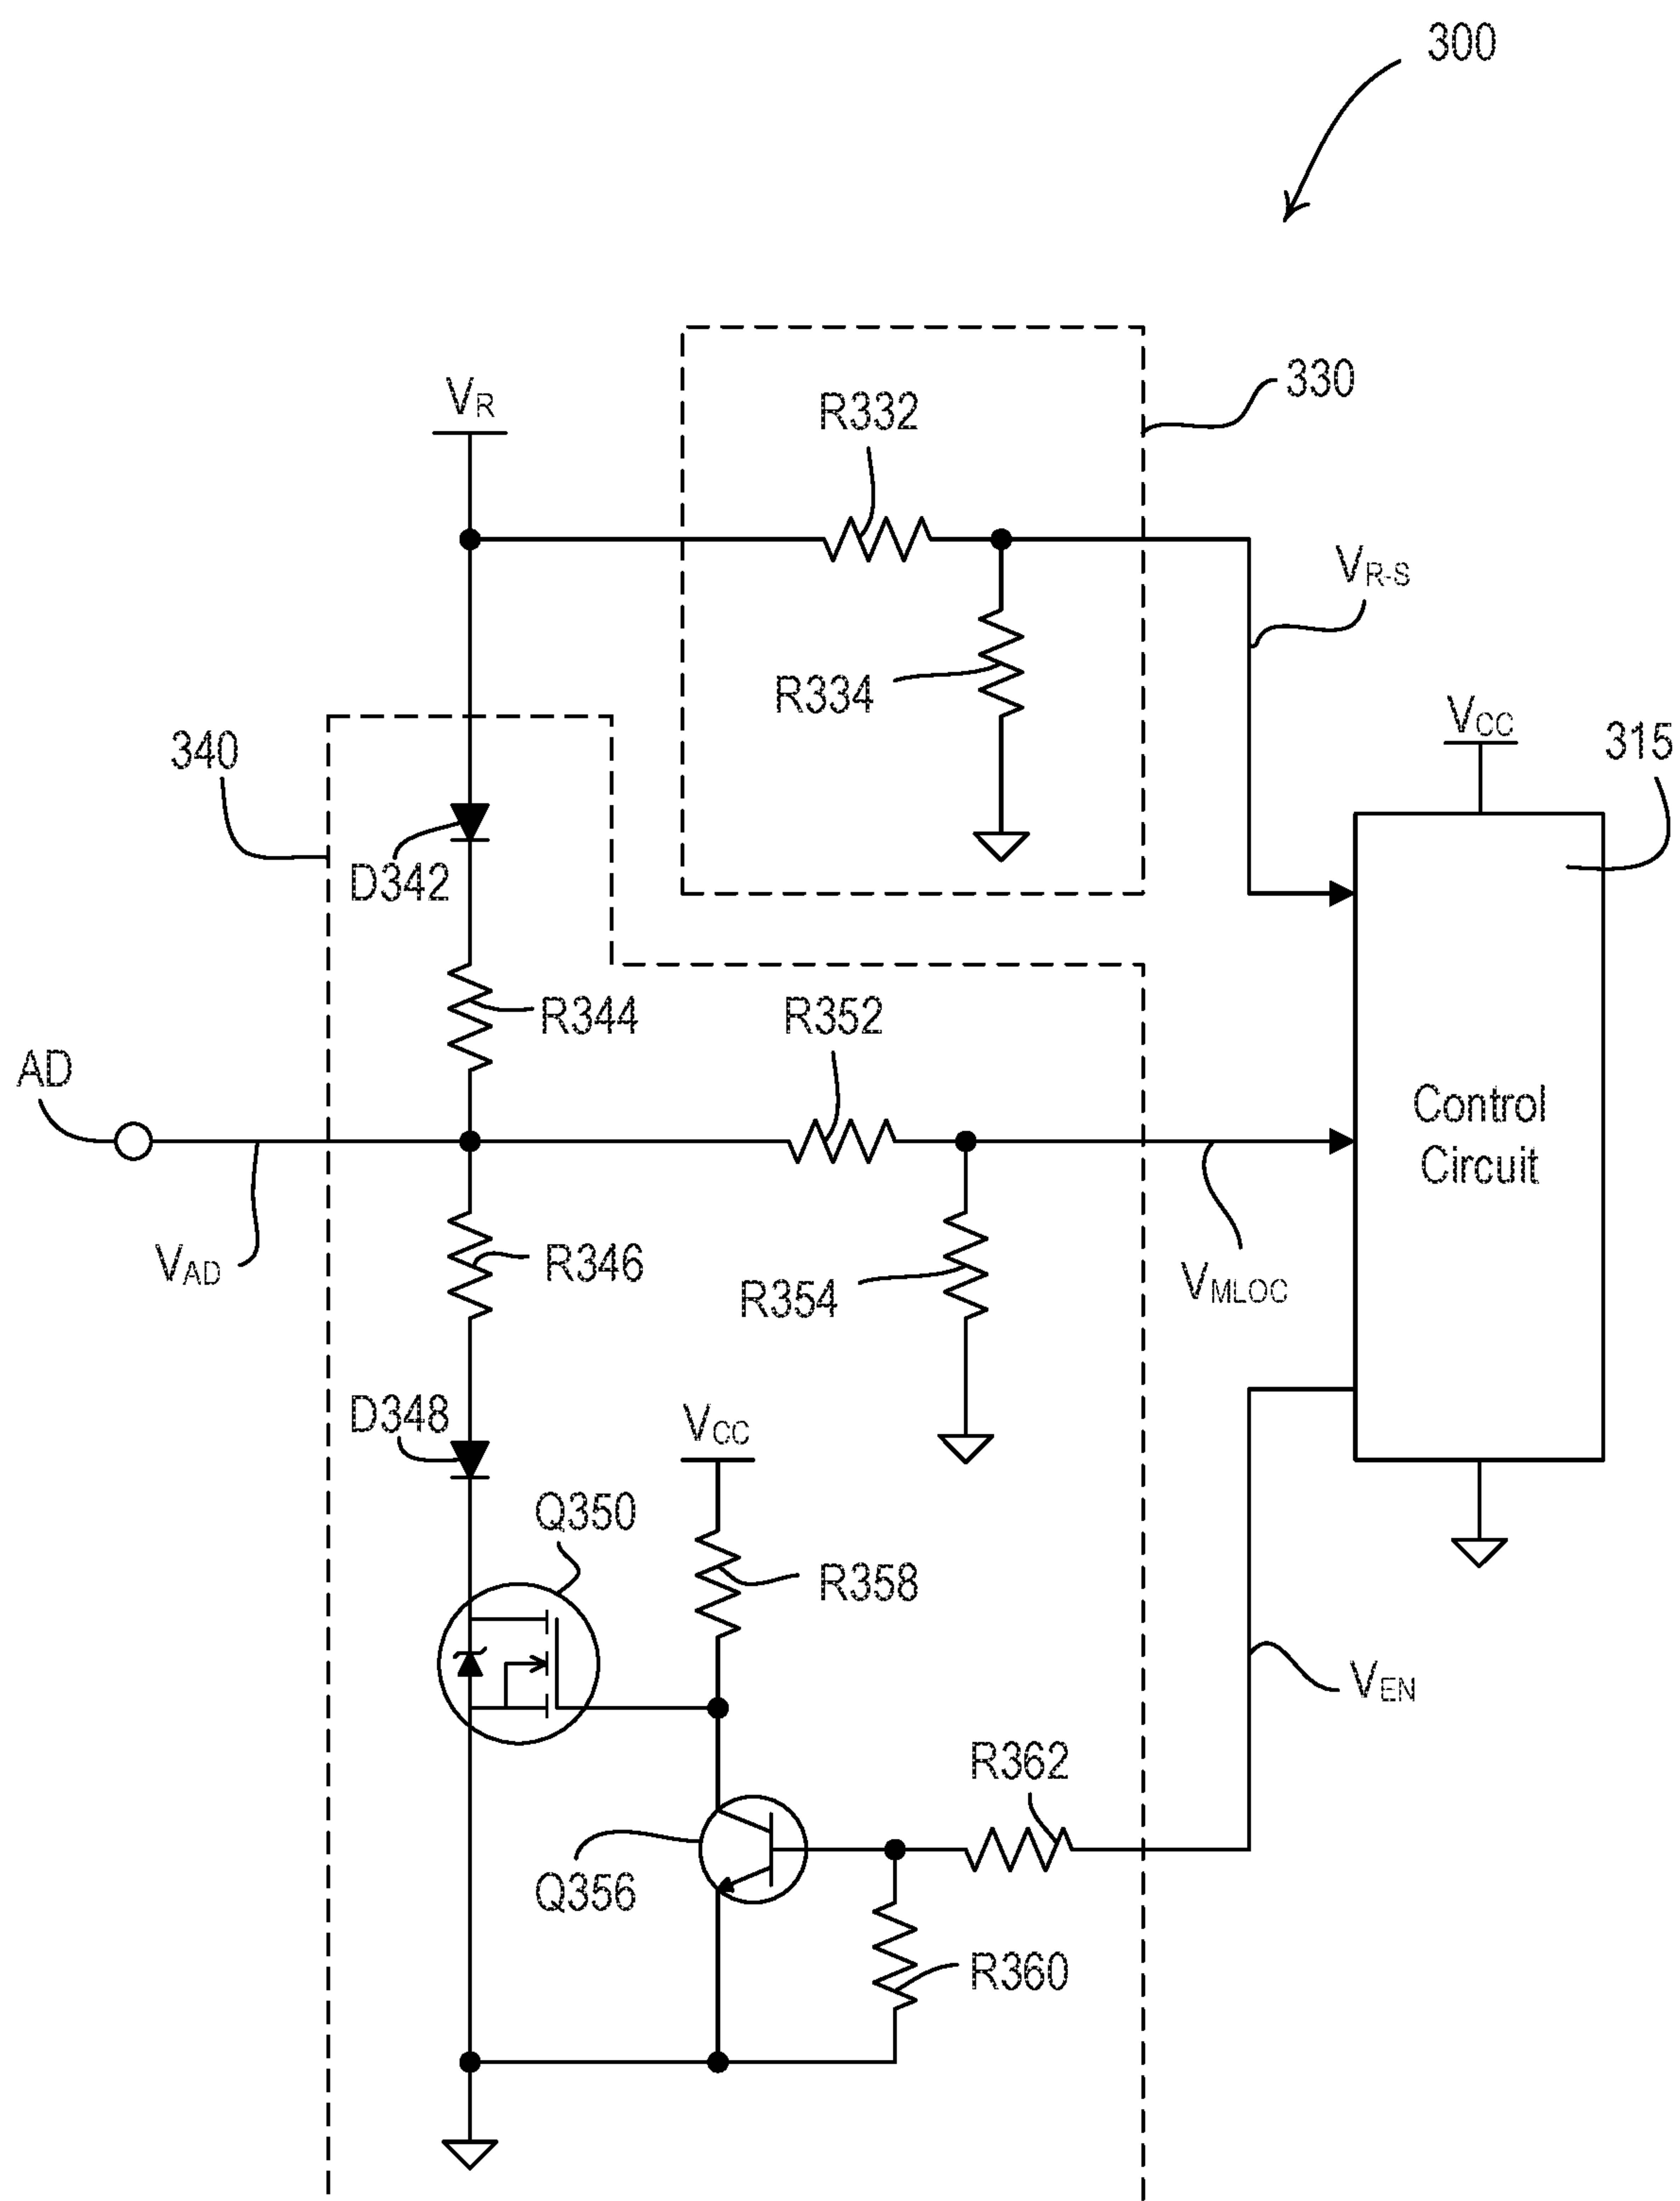 300
330
VR
R332
VR-S
R334
VCC
315
340
D342
R344
R352
AD
Control
Circuit
VAD
R346
R354
VMLOC
D348
VCC
Q350
R358
VEN
R362
Q356
R360